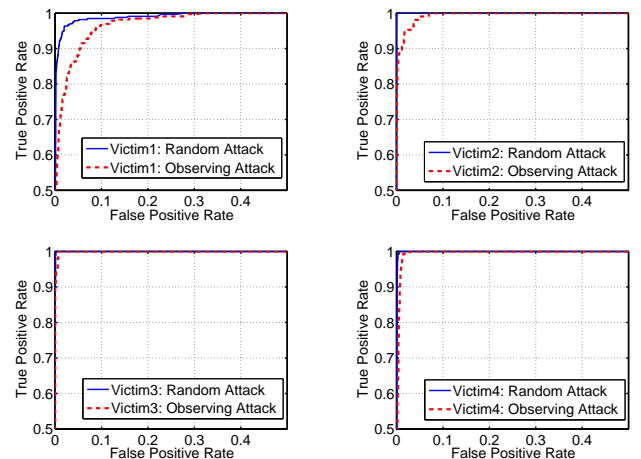 1
0.9
0.8
0.7
0.6
0.5
True Positive Rate
Victim1: Random Attack
Victim1: Observing Attack
0 0.1 0.2 0.3 0.4
False Positive Rate
1
0.9
0.8
0.7
0.6
0.5
True Positive Rate
Victim2: Random Attack
Victim2: Observing Attack
0 0.1 0.2 0.3 0.4
False Positive Rate
1
0.9
0.8
0.7
0.6
0.5
True Positive Rate
Victim3: Random Attack
Victim3: Observing Attack
0 0.1 0.2 0.3 0.4
False Positive Rate
1
0.9
0.8
0.7
0.6
0.5
True Positive Rate
Victim4: Random Attack
Victim4: Observing Attack
0 0.1 0.2 0.3 0.4
False Positive Rate